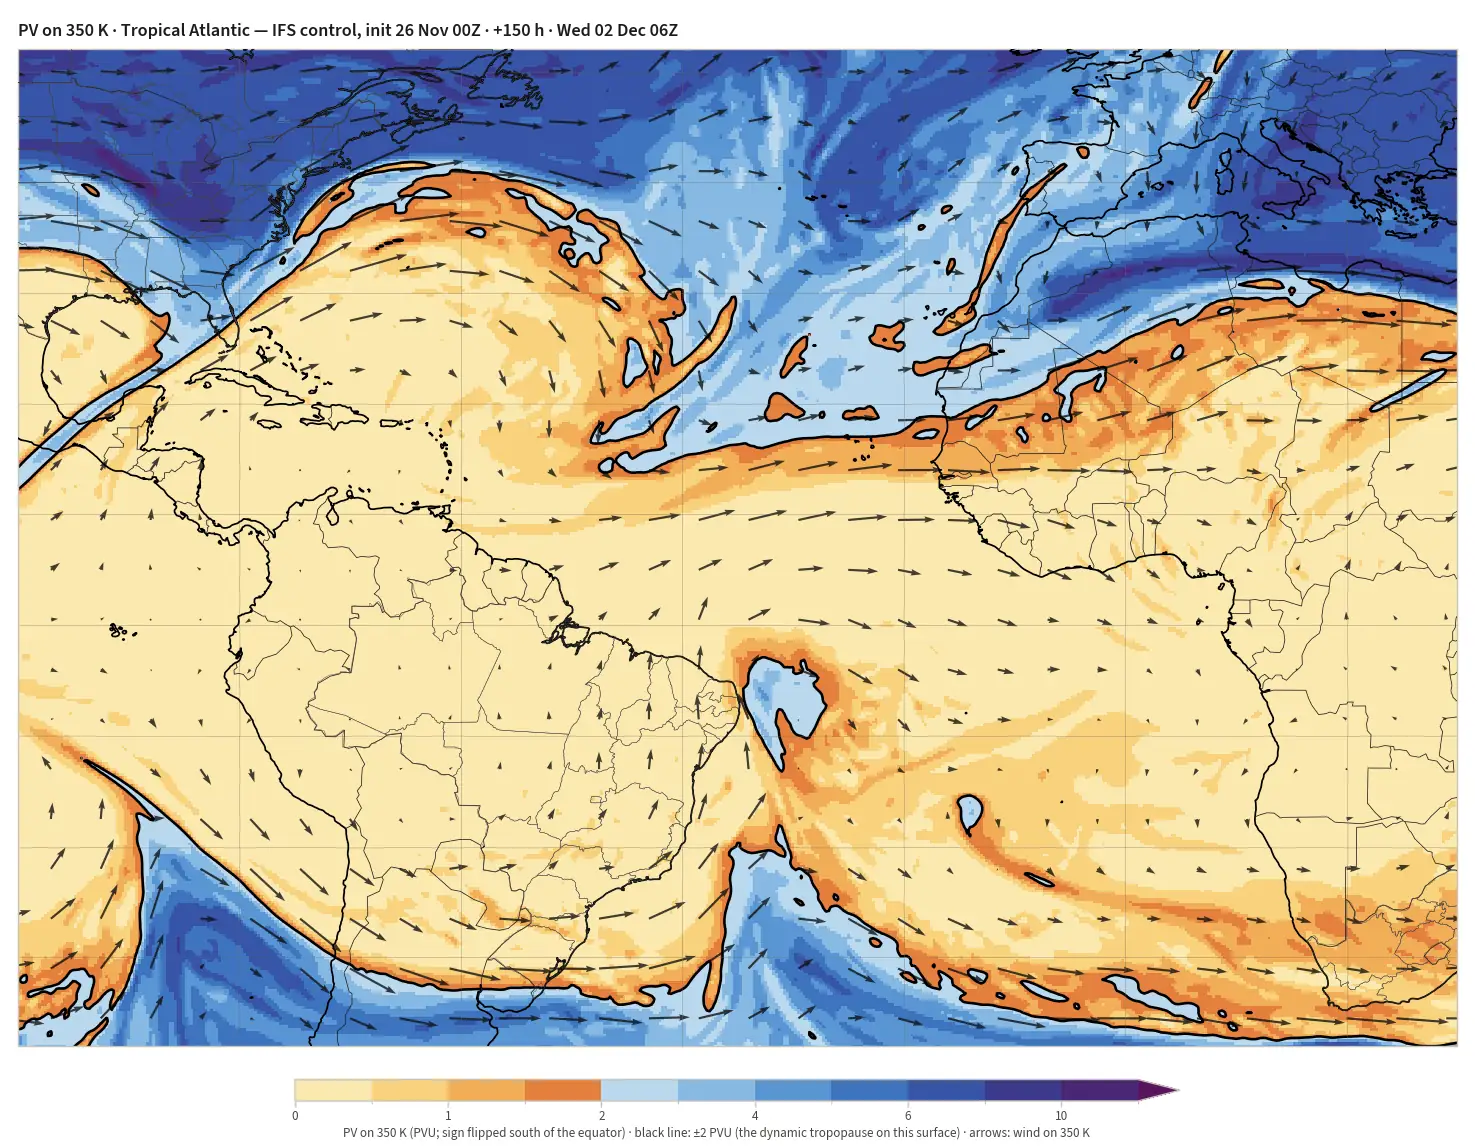 PV on 350 K · Tropical Atlantic — IFS control, init 26 Nov 00Z · +150 h · Wed 02 Dec 06Z
0 1 2 4 6 10
PV on 350 K (PVU; sign flipped south of the equator) · black line: ±2 PVU (the dynamic tropopause on this surface) · arrows: wind on 350 K